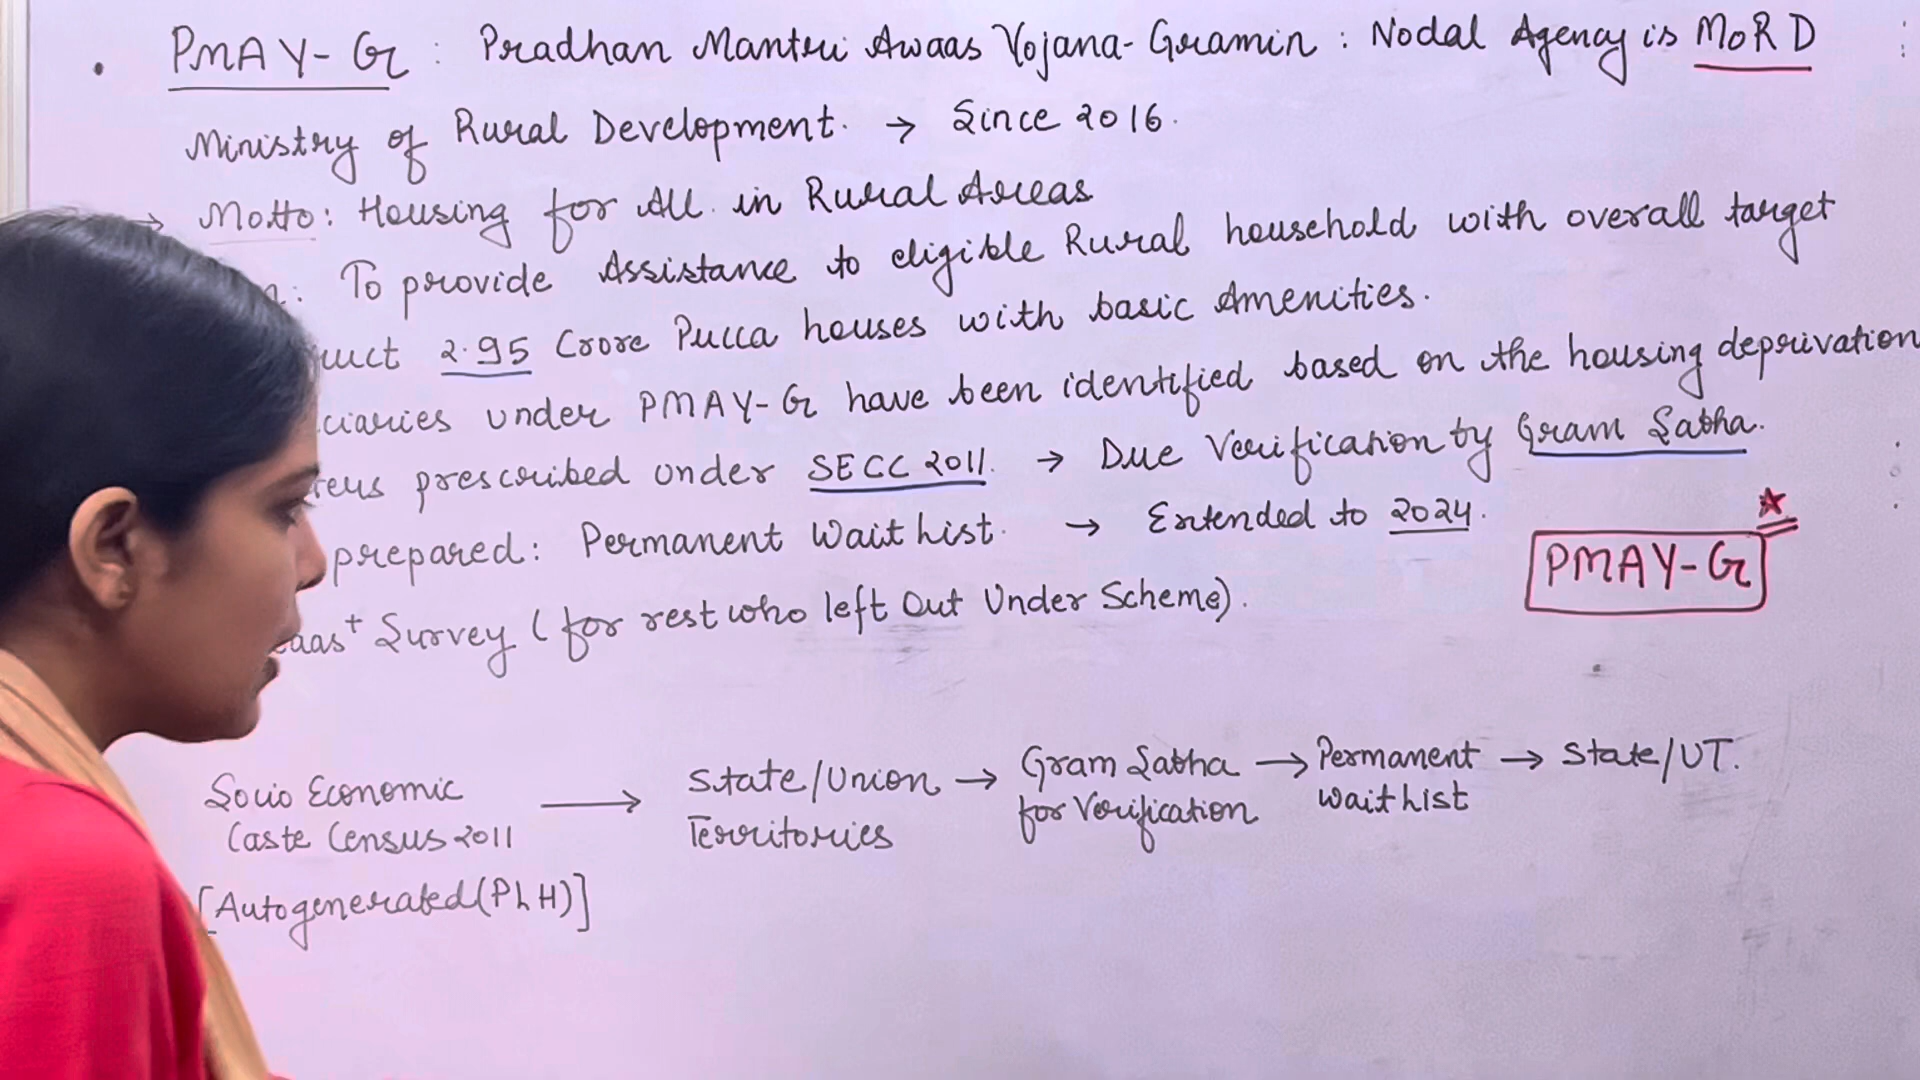 • PMAY-G : Pradhan Mantri Awaas Yojana-Gramin : Nodal Agency is MoRD
Ministry of Rural Development. → Since 2016.
→ Motto: Housing for All in Rural Areas
To provide Assistance to eligible Rural household with overall target
2.95 Crore Pucca houses with basic Amenities.
under PMAY-G have been identified based on the housing deprivation
prescribed under SECC 2011. → Due Verification by Gram Sabha.
prepared: Permanent Wait List. → Extended to 2024.
PMAY-G
Survey (for rest who left Out Under Scheme).
Socio Economic Caste Census 2011 → State/Union Territories → Gram Sabha for Verification → Permanent wait List → State/UT.
[Autogenerated (PLH)]